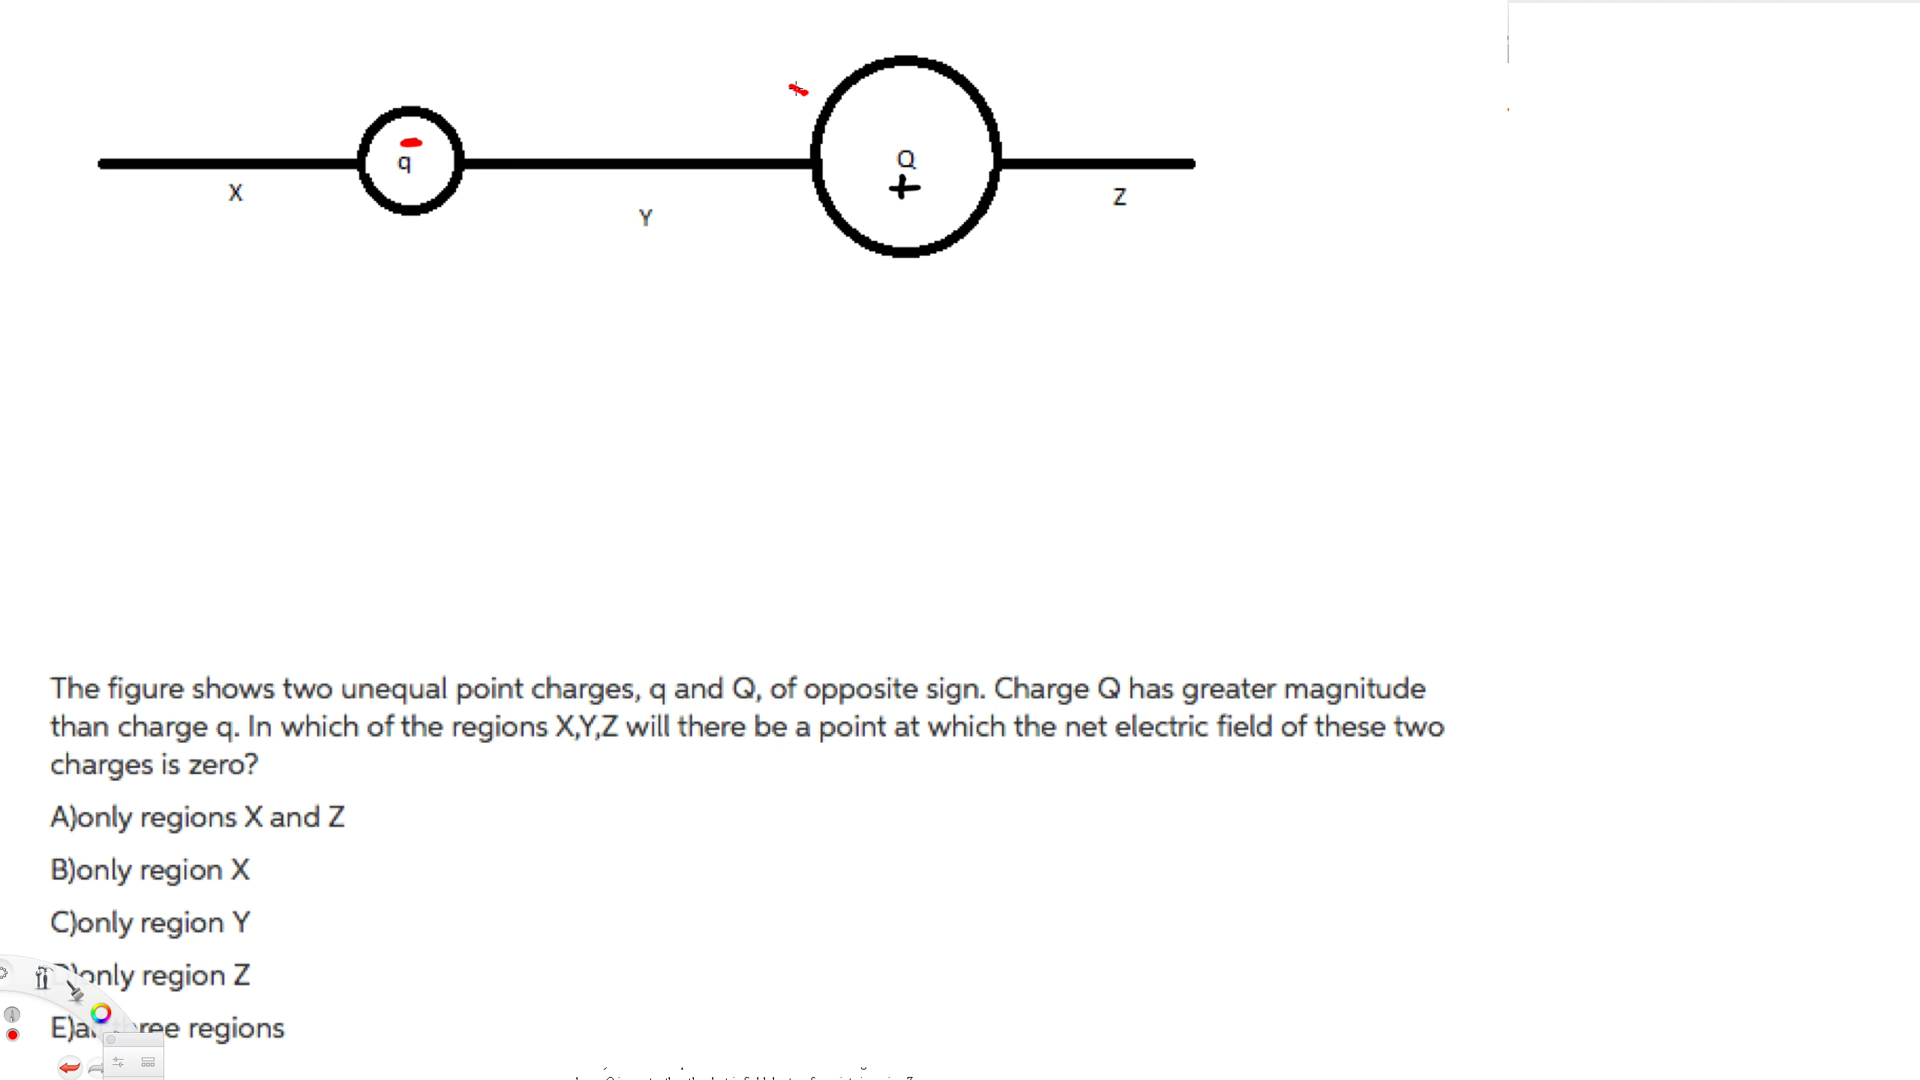 q
Q
+
X
Y
Z
The figure shows two unequal point charges, q and Q, of opposite sign. Charge Q has greater magnitude
than charge q. In which of the regions X,Y,Z will there be a point at which the net electric field of these two
charges is zero?
A)only regions X and Z
B)only region X
C)only region Y
only region Z
E) three regions